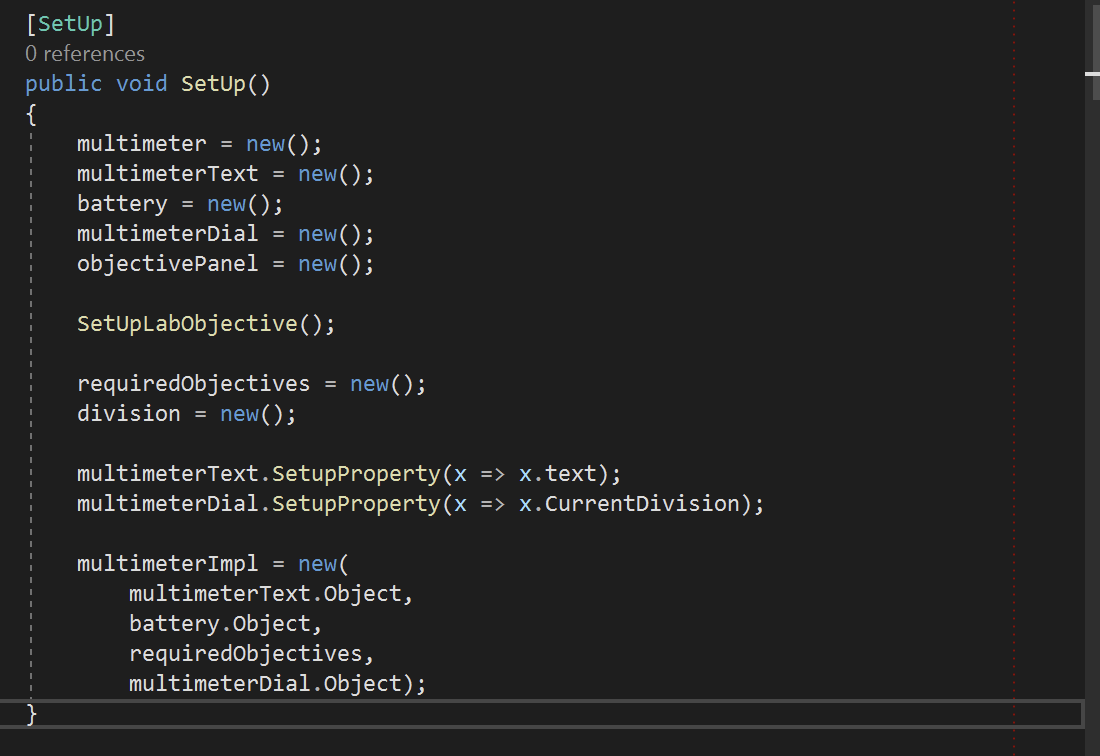 [SetUp]
0 references
public void SetUp()
{
    multimeter = new();
    multimeterText = new();
    battery = new();
    multimeterDial = new();
    objectivePanel = new();

    SetUpLabObjective();

    requiredObjectives = new();
    division = new();

    multimeterText.SetupProperty(x => x.text);
    multimeterDial.SetupProperty(x => x.CurrentDivision);

    multimeterImpl = new(
        multimeterText.Object,
        battery.Object,
        requiredObjectives,
        multimeterDial.Object);
}